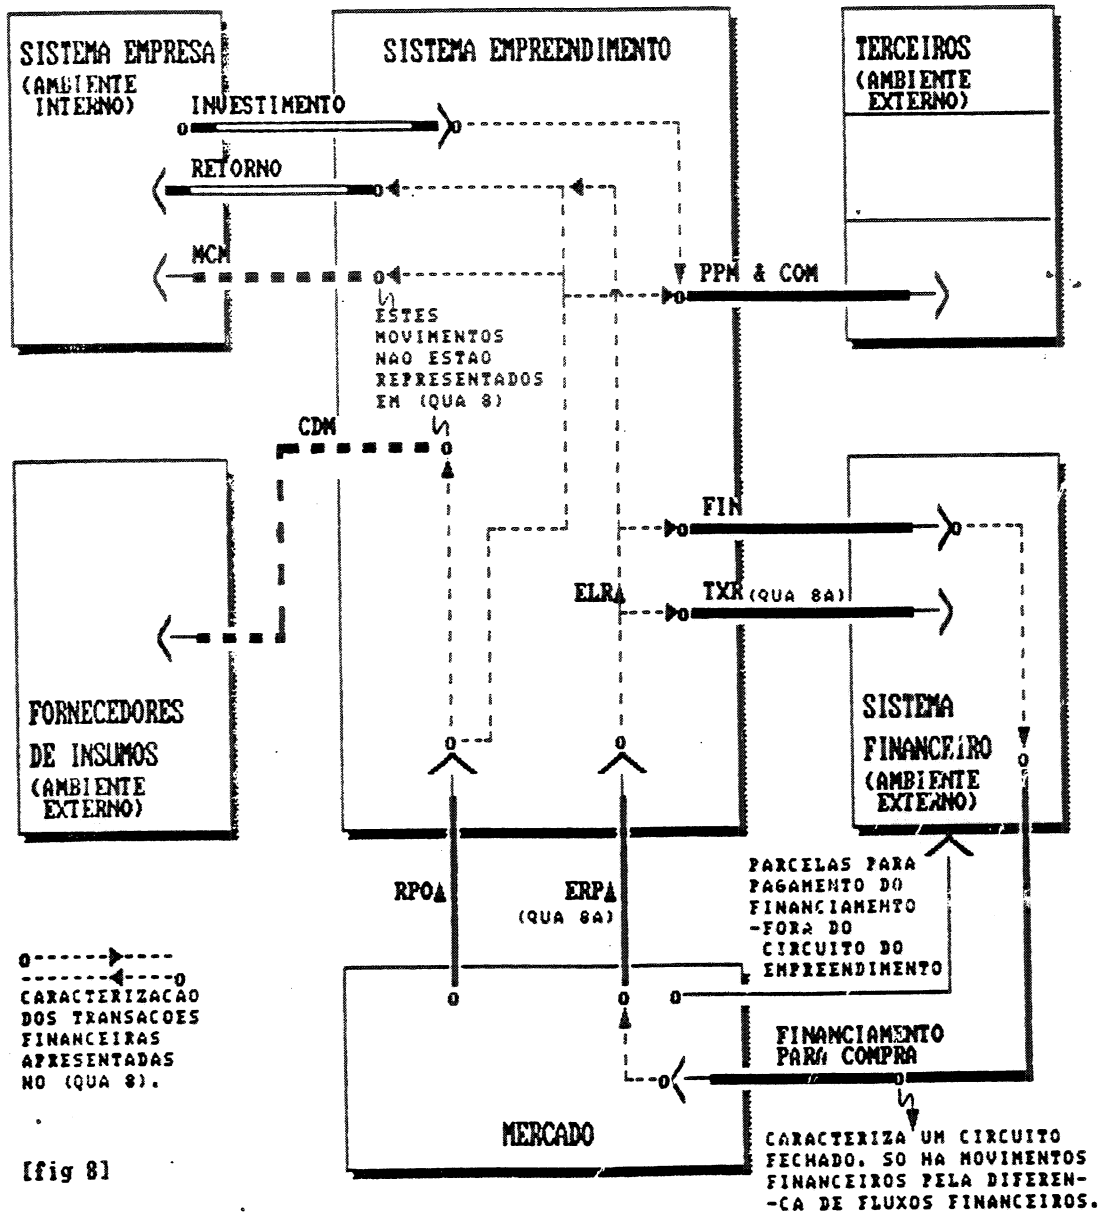 SISTEMA EMPRESA
(AMBIENTE
INTERNO)
SISTEMA EMPREENDIMENTO
TERCEIROS
(AMBIENTE
EXTERNO)
INVESTIMENTO
RETORNO
MCM
PPM & COM
ESTES
MOVIMENTOS
NAO ESTAO
REPRESENTADOS
EM (QUA 8)
CDM
FIN
ELR
TXR (QUA 8A)
FORNECEDORES
DE INSUMOS
(AMBIENTE
EXTERNO)
SISTEMA
FINANCEIRO
(AMBIENTE
EXTERNO)
RPO
ERP
(QUA 8A)
PARCELAS PARA
PAGAMENTO DO
FINANCIAMENTO
-FORA DO
CIRCUITO DO
EMPREENDIMENTO
CARACTERIZACAO
DOS TRANSACOES
FINANCEIRAS
APRESENTADAS
NO (QUA 8).
FINANCIAMENTO
PARA COMPRA
MERCADO
CARACTERIZA UM CIRCUITO
FECHADO. SO HA MOVIMENTOS
FINANCEIROS PELA DIFEREN-
-CA DE FLUXOS FINANCEIROS.
[fig 8]